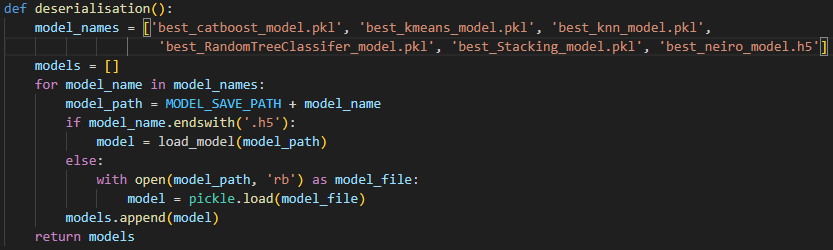 def deserialisation():
    model_names = ['best_catboost_model.pkl', 'best_kmeans_model.pkl', 'best_knn_model.pkl',
                   'best_RandomTreeClassifer_model.pkl', 'best_Stacking_model.pkl', 'best_neiro_model.h5']
    models = []
    for model_name in model_names:
        model_path = MODEL_SAVE_PATH + model_name
        if model_name.endswith('.h5'):
            model = load_model(model_path)
        else:
            with open(model_path, 'rb') as model_file:
                model = pickle.load(model_file)
        models.append(model)
    return models